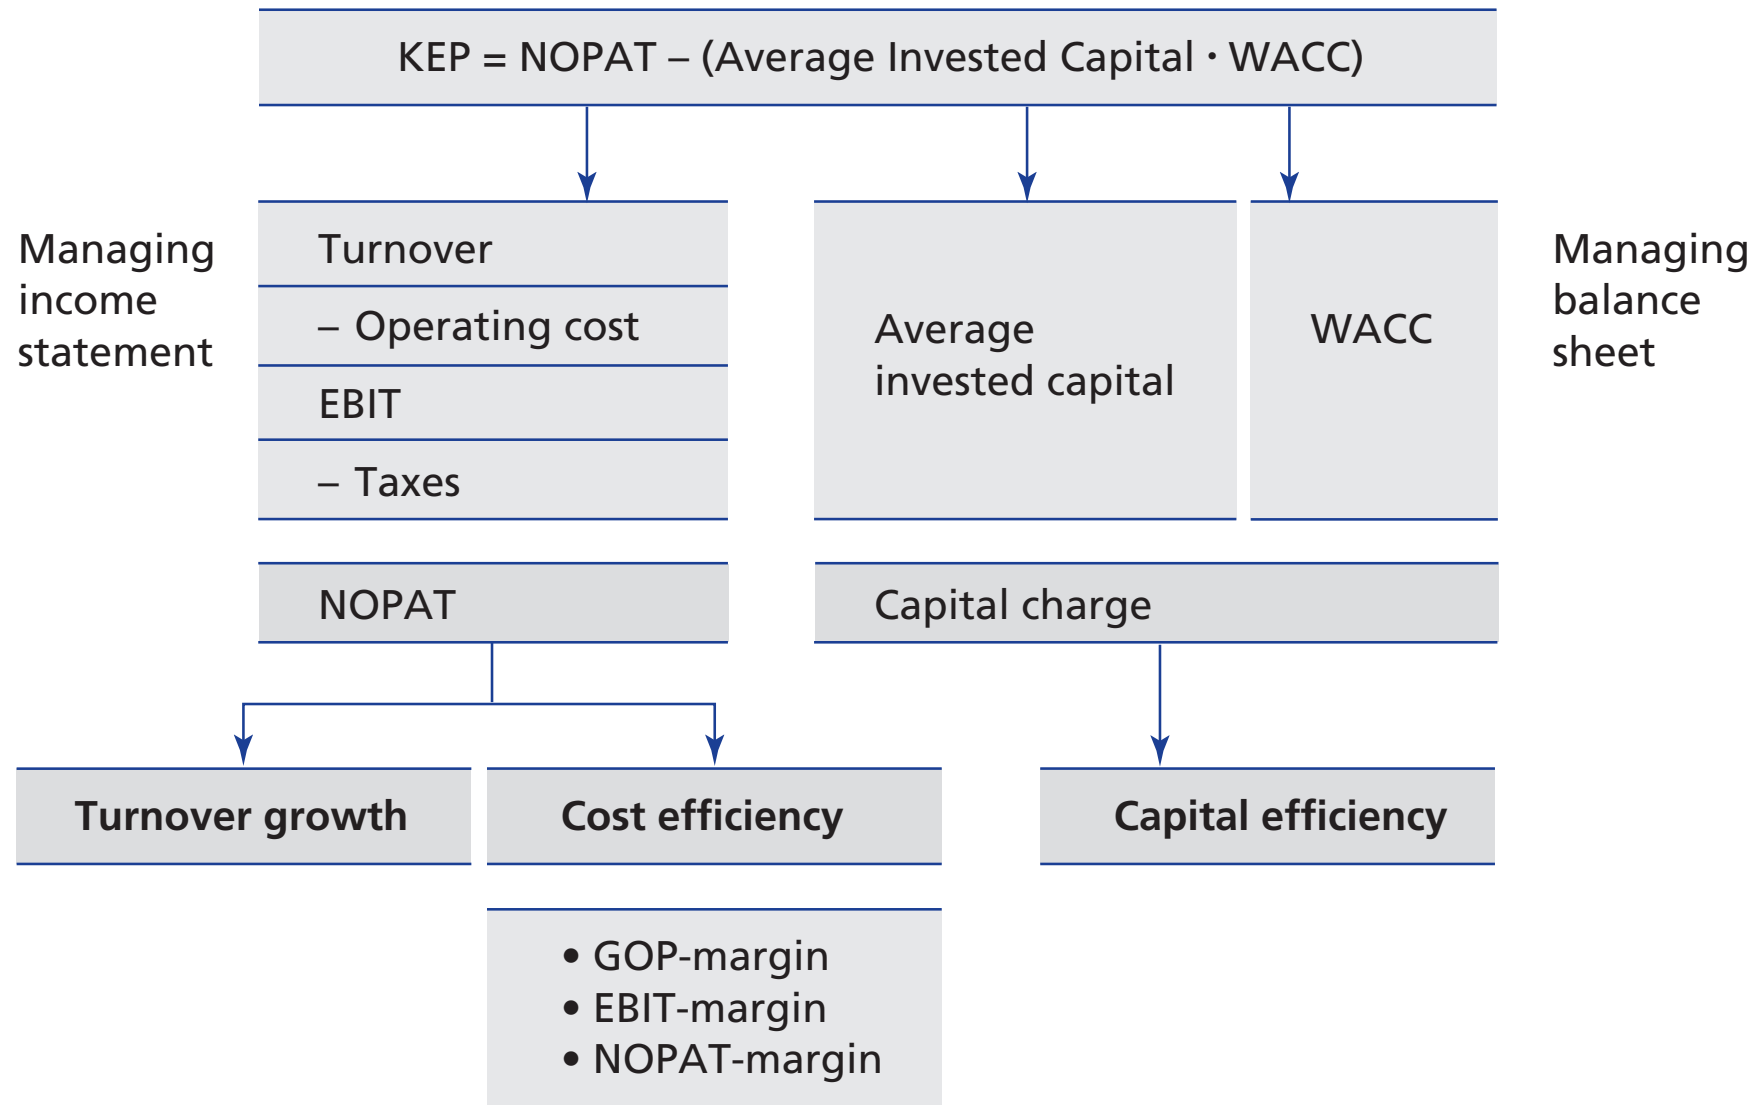 KEP = NOPAT – (Average Invested Capital · WACC)
Managing
income
statement
Turnover
– Operating cost
EBIT
– Taxes
Average
invested capital
WACC
Managing
balance
sheet
NOPAT
Capital charge
Turnover growth
Cost efficiency
Capital efficiency
• GOP-margin
• EBIT-margin
• NOPAT-margin